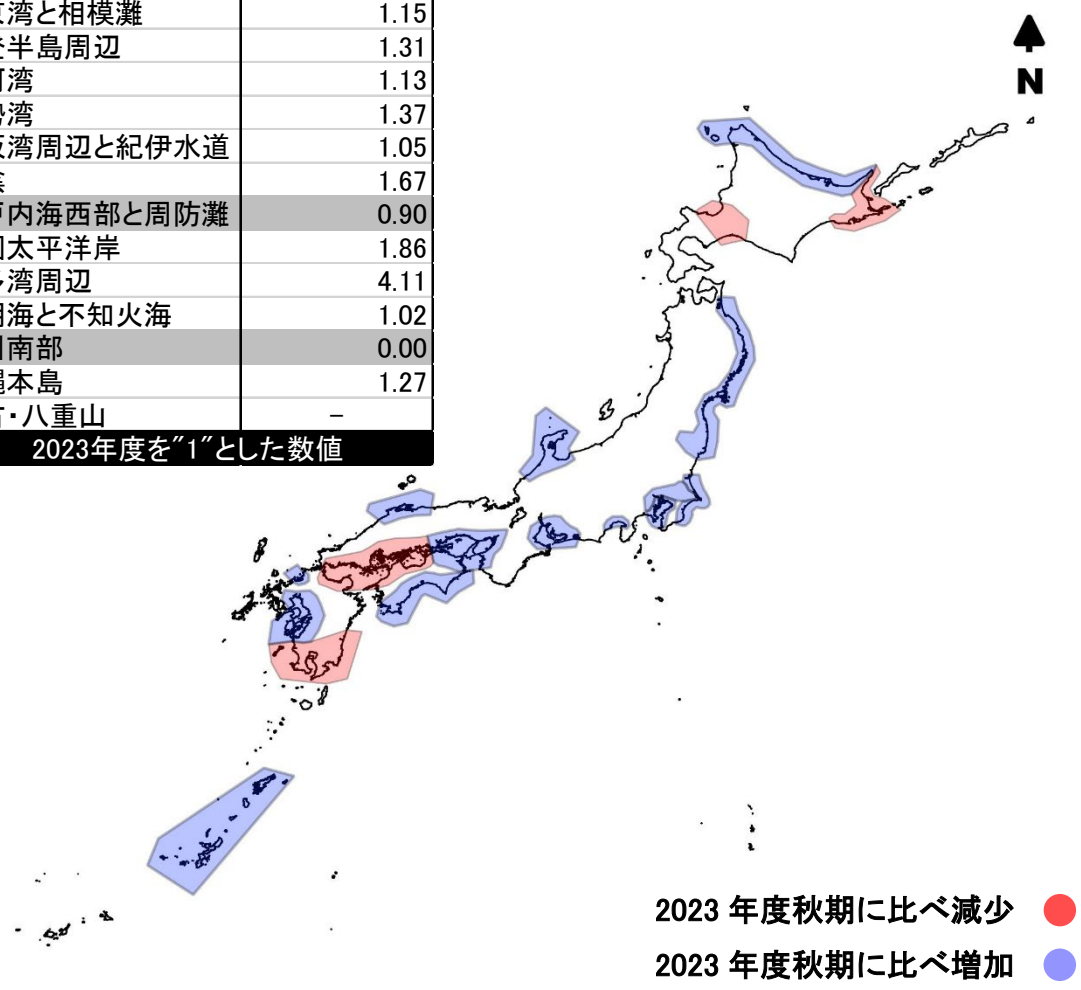 湾と相模灘 1.15
半島周辺 1.31
湾 1.13
湾 1.37
湾周辺と紀伊水道 1.05
1.67
内海西部と周防灘 0.90
太平洋岸 1.86
湾周辺 4.11
海と不知火海 1.02
南部 0.00
本島 1.27
・八重山 −
2023年度を"1"とした数値
N
2023 年度秋期に比べ減少
2023 年度秋期に比べ増加